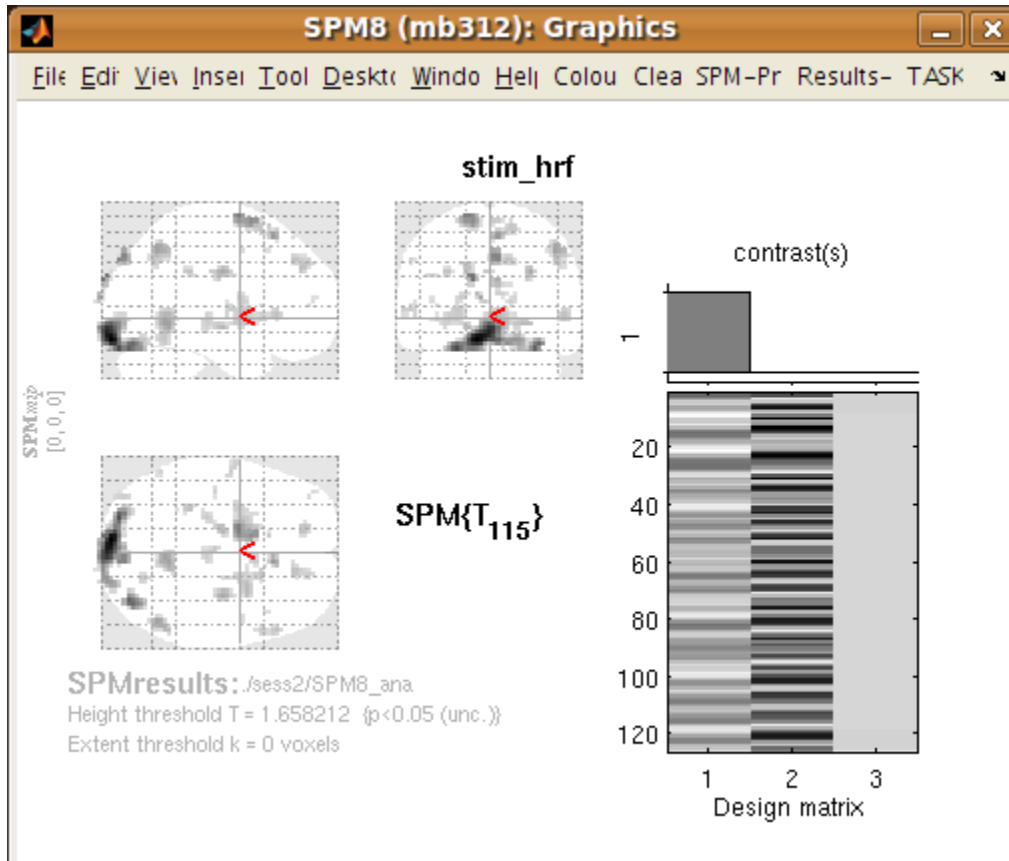 SPM8 (mb312): Graphics
File Edi View Inser Tool Deskto Windo Help Colou Clea SPM-Pr Results- TASK
stim_hrf
contrast(s)
1
SPMmip
[0, 0, 0]
SPM{T115}
20
40
60
80
100
120
1 2 3
Design matrix
SPMresults: ./sess2/SPM8_ana
Height threshold T = 1.658212 {p<0.05 (unc.)}
Extent threshold k = 0 voxels